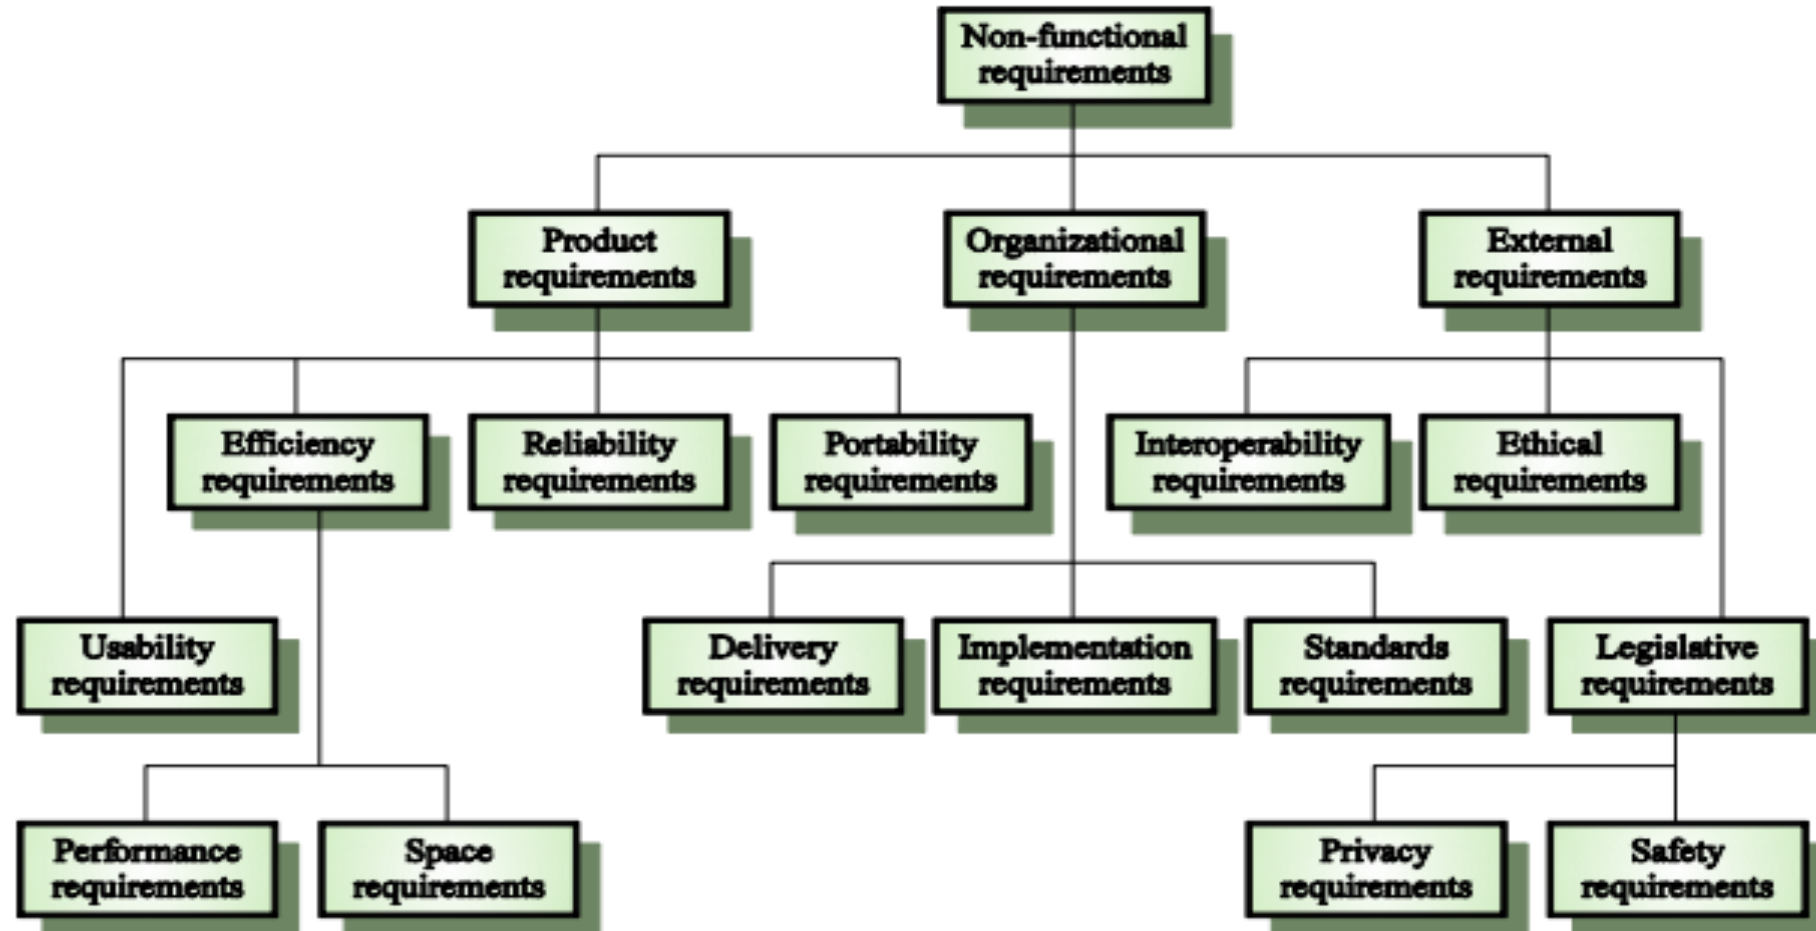 Non-functional
requirements
Product
requirements
Organizational
requirements
External
requirements
Efficiency
requirements
Reliability
requirements
Portability
requirements
Interoperability
requirements
Ethical
requirements
Usability
requirements
Delivery
requirements
Implementation
requirements
Standards
requirements
Legislative
requirements
Performance
requirements
Space
requirements
Privacy
requirements
Safety
requirements